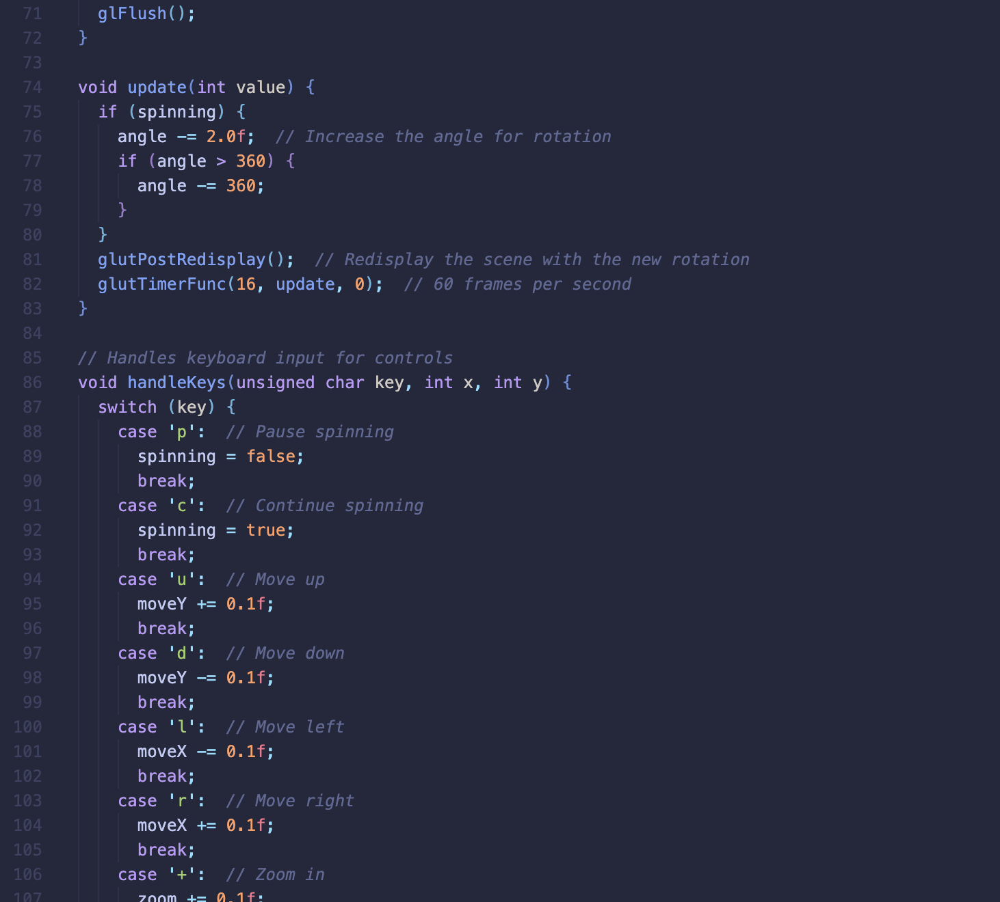 71 glFlush();
72 }
73
74 void update(int value) {
75 if (spinning) {
76 angle -= 2.0f; // Increase the angle for rotation
77 if (angle > 360) {
78 angle -= 360;
79 }
80 }
81 glutPostRedisplay(); // Redisplay the scene with the new rotation
82 glutTimerFunc(16, update, 0); // 60 frames per second
83 }
84
85 // Handles keyboard input for controls
86 void handleKeys(unsigned char key, int x, int y) {
87 switch (key) {
88 case 'p': // Pause spinning
89 spinning = false;
90 break;
91 case 'c': // Continue spinning
92 spinning = true;
93 break;
94 case 'u': // Move up
95 moveY += 0.1f;
96 break;
97 case 'd': // Move down
98 moveY -= 0.1f;
99 break;
100 case 'l': // Move left
101 moveX -= 0.1f;
102 break;
103 case 'r': // Move right
104 moveX += 0.1f;
105 break;
106 case '+': // Zoom in
107 zoom += 0.1f;